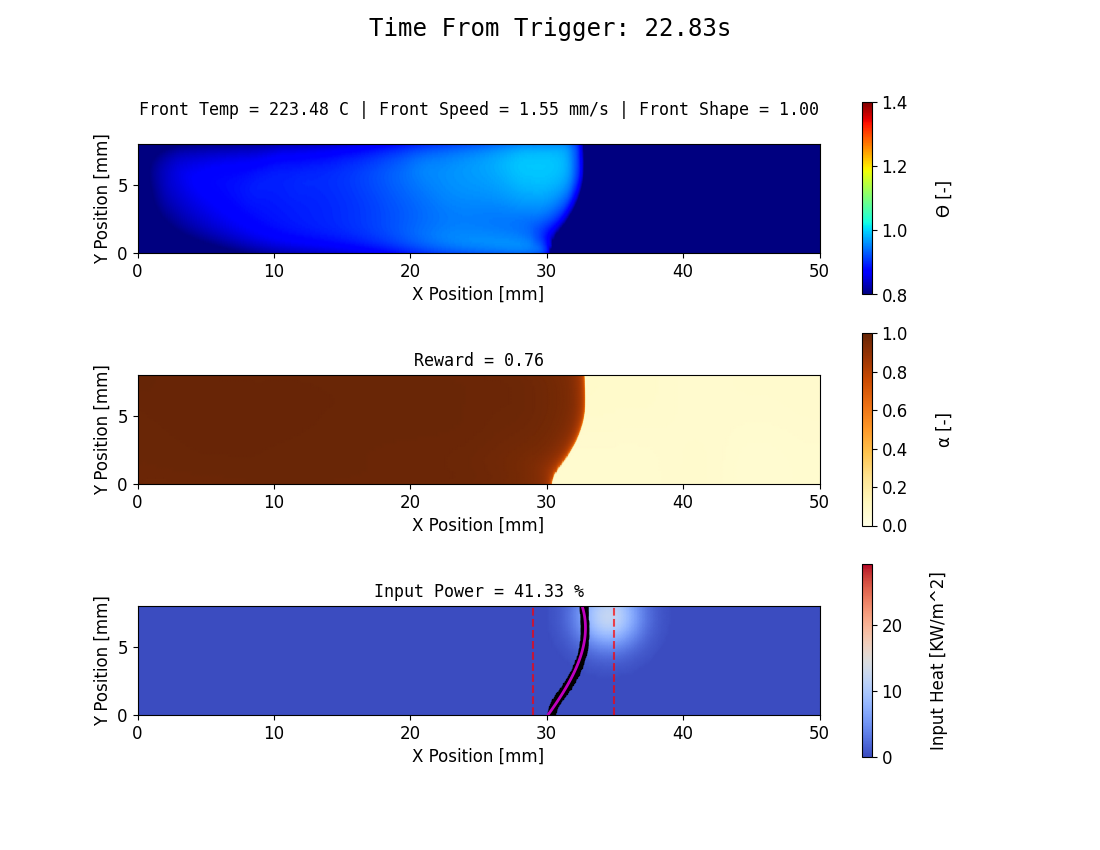 Time From Trigger: 22.83s
Front Temp = 223.48 C | Front Speed = 1.55 mm/s | Front Shape = 1.00
Y Position [mm]
5
0
0 10 20 30 40 50
X Position [mm]
1.4
1.2
1.0
0.8
Θ [-]
Reward = 0.76
Y Position [mm]
5
0
0 10 20 30 40 50
X Position [mm]
1.0
0.8
0.6
0.4
0.2
0.0
α [-]
Input Power = 41.33 %
Y Position [mm]
5
0
0 10 20 30 40 50
X Position [mm]
20
10
0
Input Heat [KW/m^2]